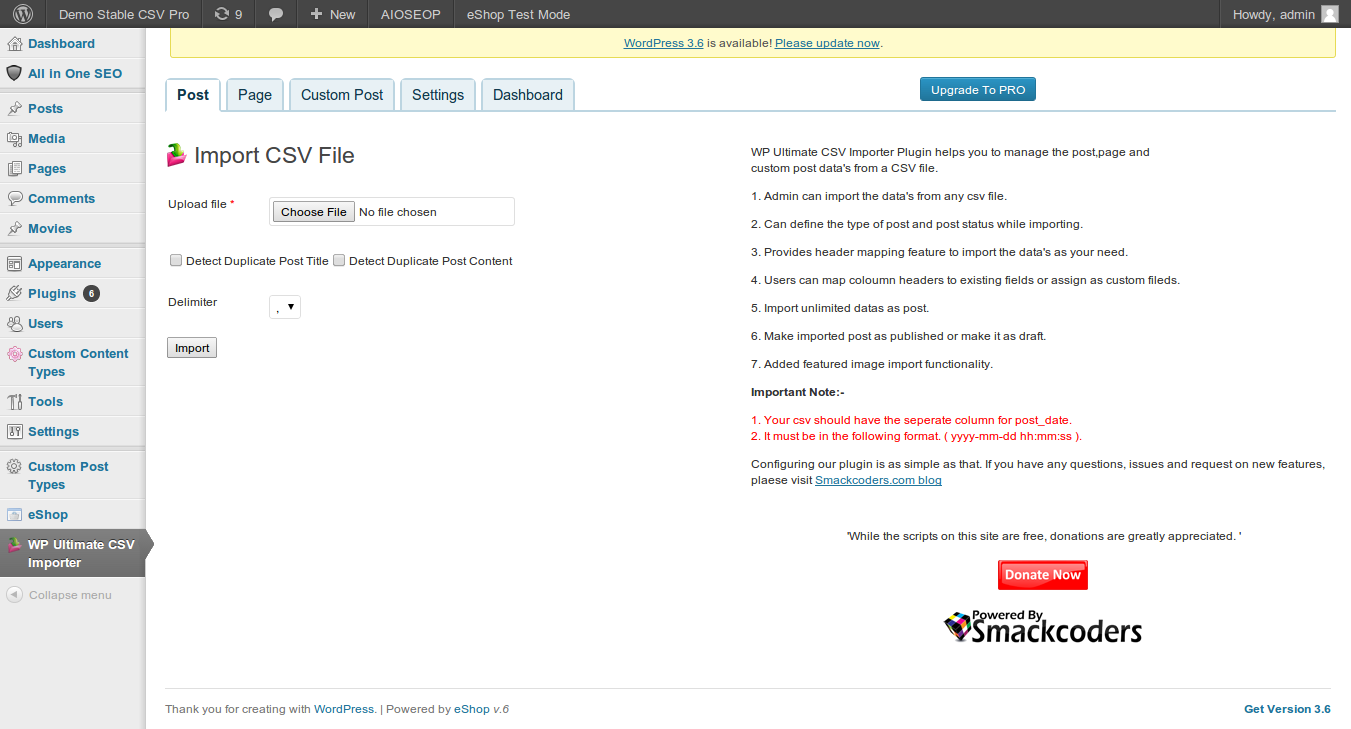 Demo Stable CSV Pro 9 New AIOSEOP eShop Test Mode Howdy, admin
WordPress 3.6 is available! Please update now.
Dashboard
All in One SEO
Posts
Media
Pages
Comments
Movies
Appearance
Plugins 6
Users
Custom Content
Types
Tools
Settings
Custom Post
Types
eShop
WP Ultimate CSV
Importer
Collapse menu
Post Page Custom Post Settings Dashboard
Upgrade To PRO
Import CSV File
Upload file *
Choose File No file chosen
Detect Duplicate Post Title Detect Duplicate Post Content
Delimiter
, ▼
Import
WP Ultimate CSV Importer Plugin helps you to manage the post,page and
custom post data's from a CSV file.
1. Admin can import the data's from any csv file.
2. Can define the type of post and post status while importing.
3. Provides header mapping feature to import the data's as your need.
4. Users can map coloumn headers to existing fields or assign as custom fileds.
5. Import unlimited datas as post.
6. Make imported post as published or make it as draft.
7. Added featured image import functionality.
Important Note:-
1. Your csv should have the seperate column for post_date.
2. It must be in the following format. ( yyyy-mm-dd hh:mm:ss ).
Configuring our plugin is as simple as that. If you have any questions, issues and request on new features,
plaese visit Smackcoders.com blog
'While the scripts on this site are free, donations are greatly appreciated. '
Donate Now
Powered By
Smackcoders
Thank you for creating with WordPress. | Powered by eShop v.6
Get Version 3.6